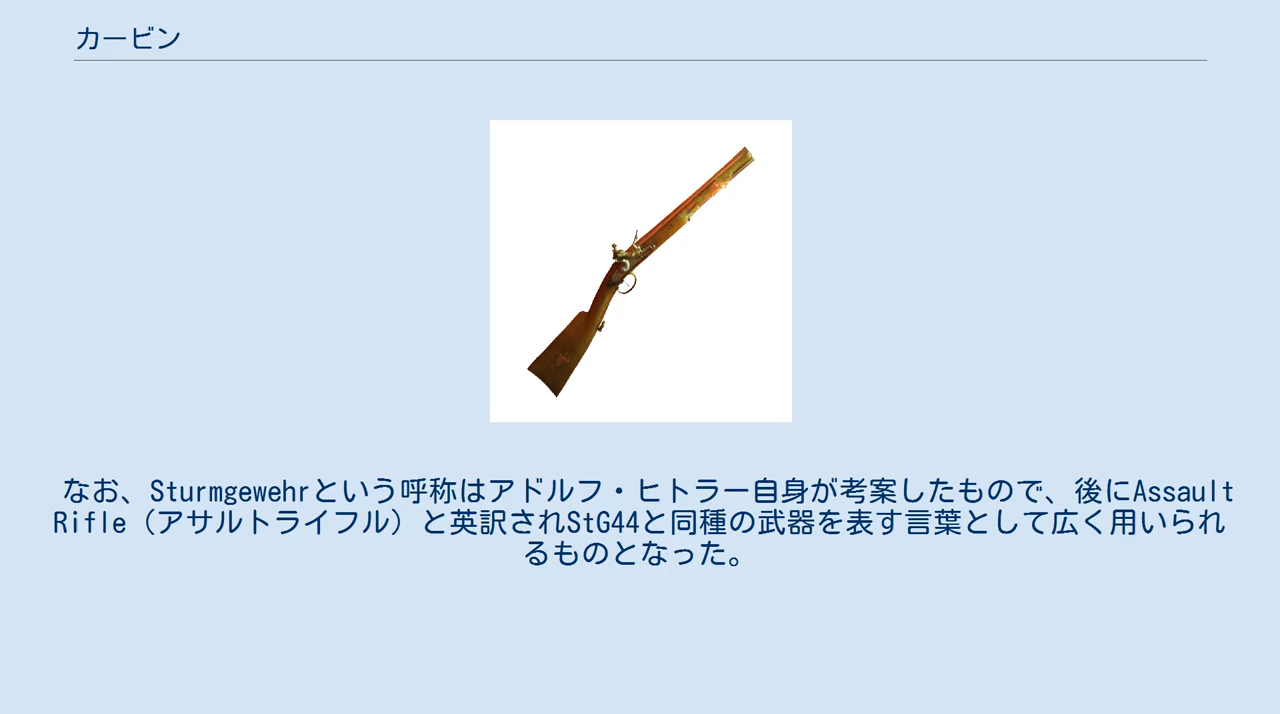 カービン
なお、Sturmgewehrという呼称はアドルフ・ヒトラー自身が考案したもので、後にAssault
Rifle（アサルトライフル）と英訳されStG44と同種の武器を表す言葉として広く用いられ
るものとなった。